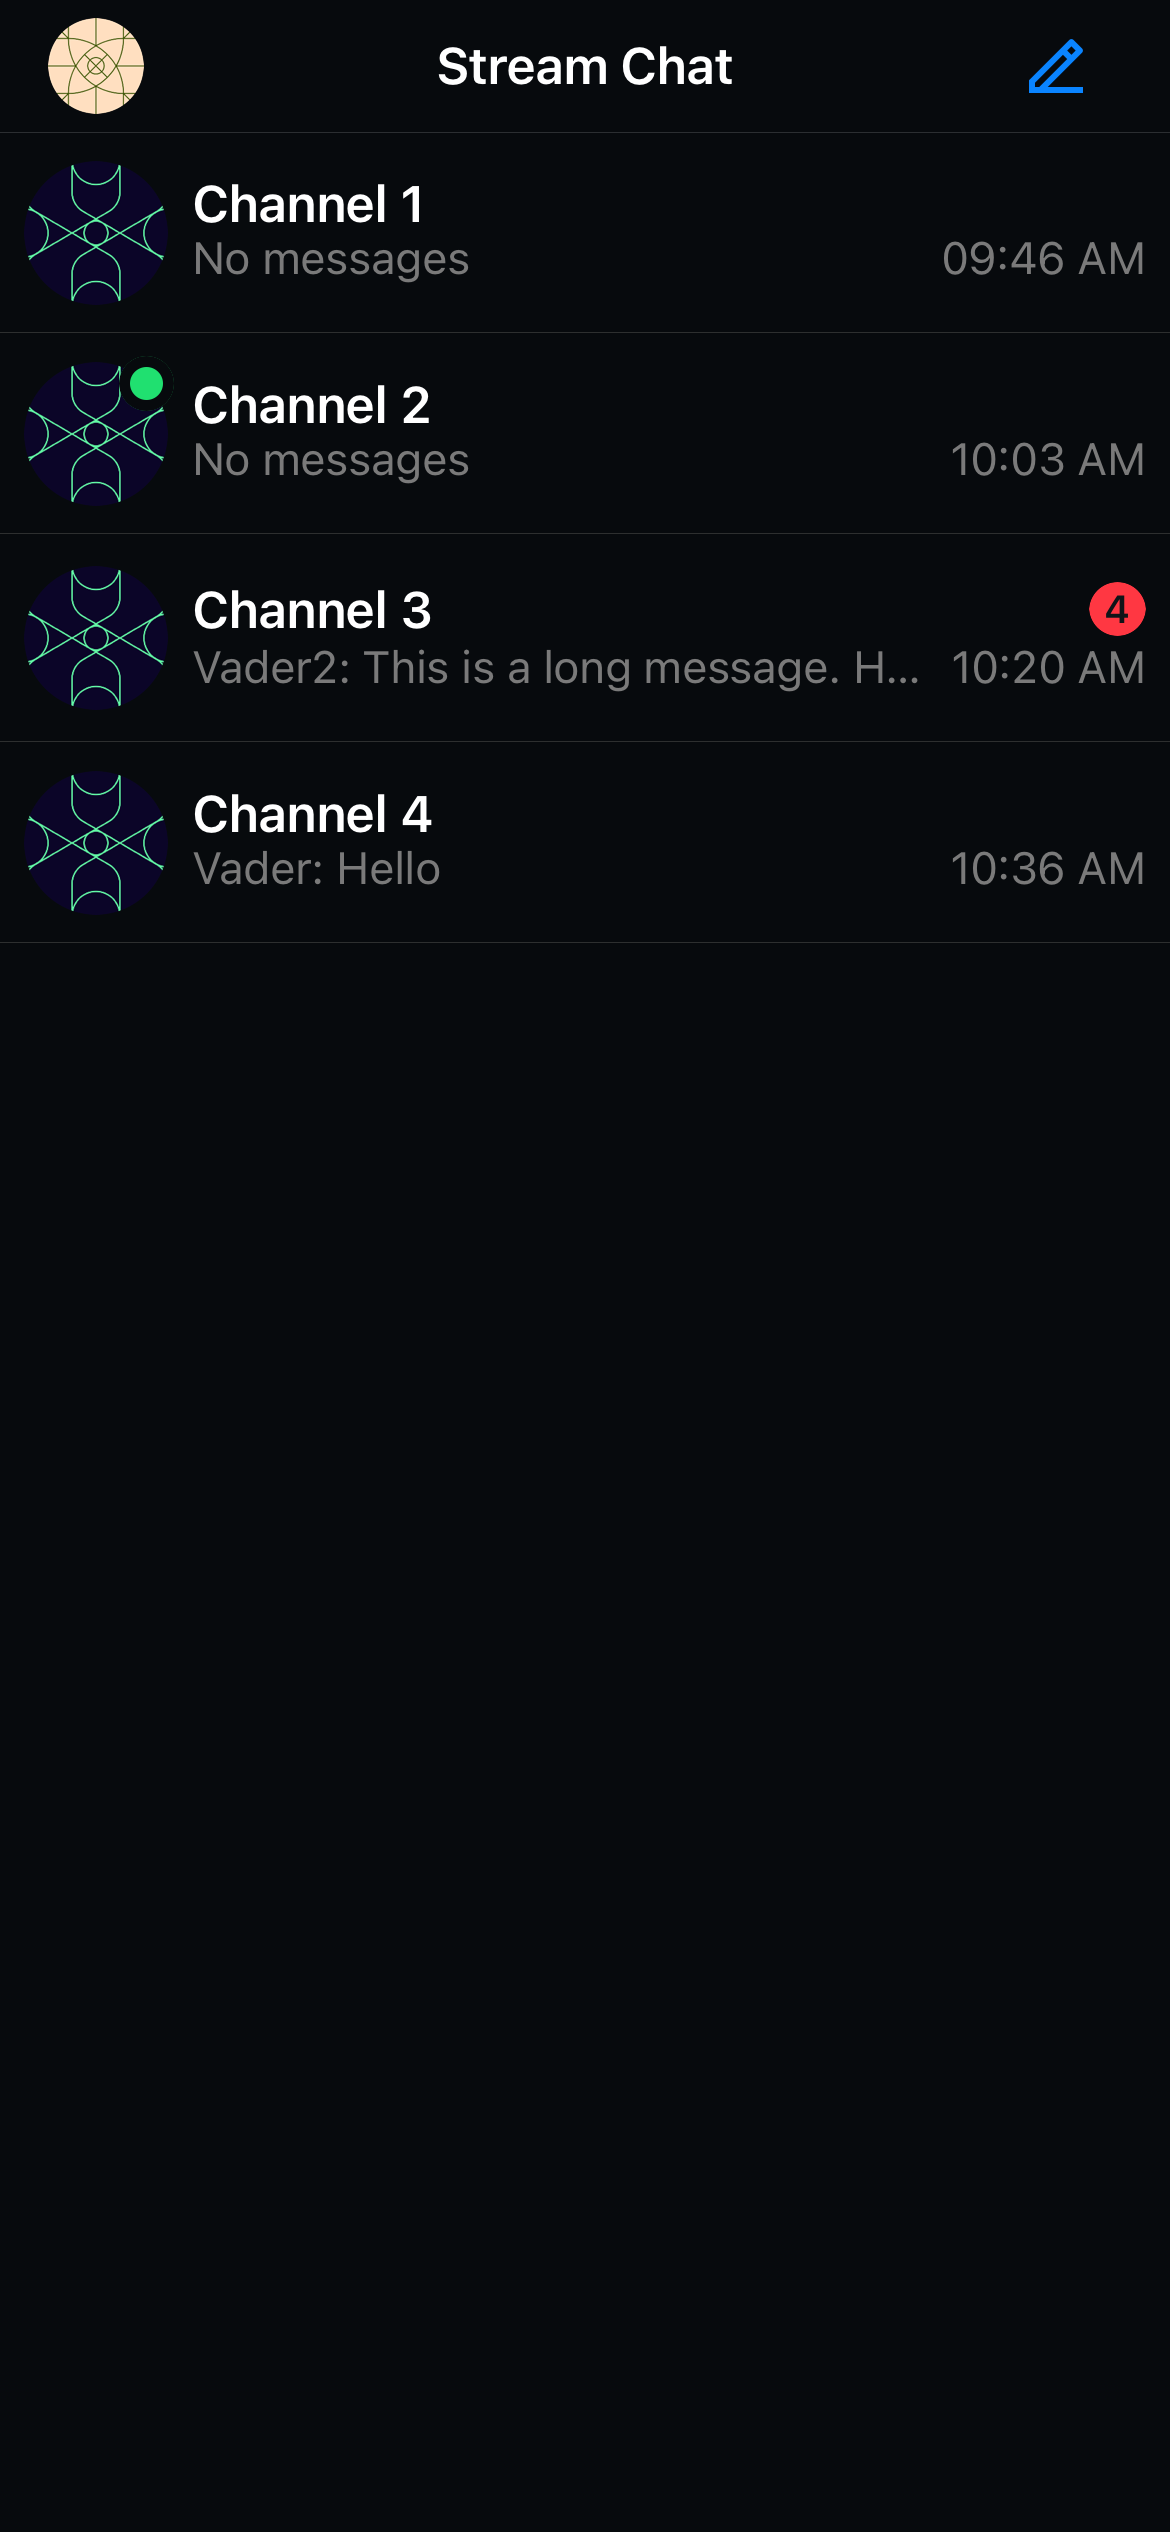 Stream Chat
Channel 1
No messages 09:46 AM
Channel 2
No messages 10:03 AM
Channel 3 4
Vader2: This is a long message. H... 10:20 AM
Channel 4
Vader: Hello 10:36 AM